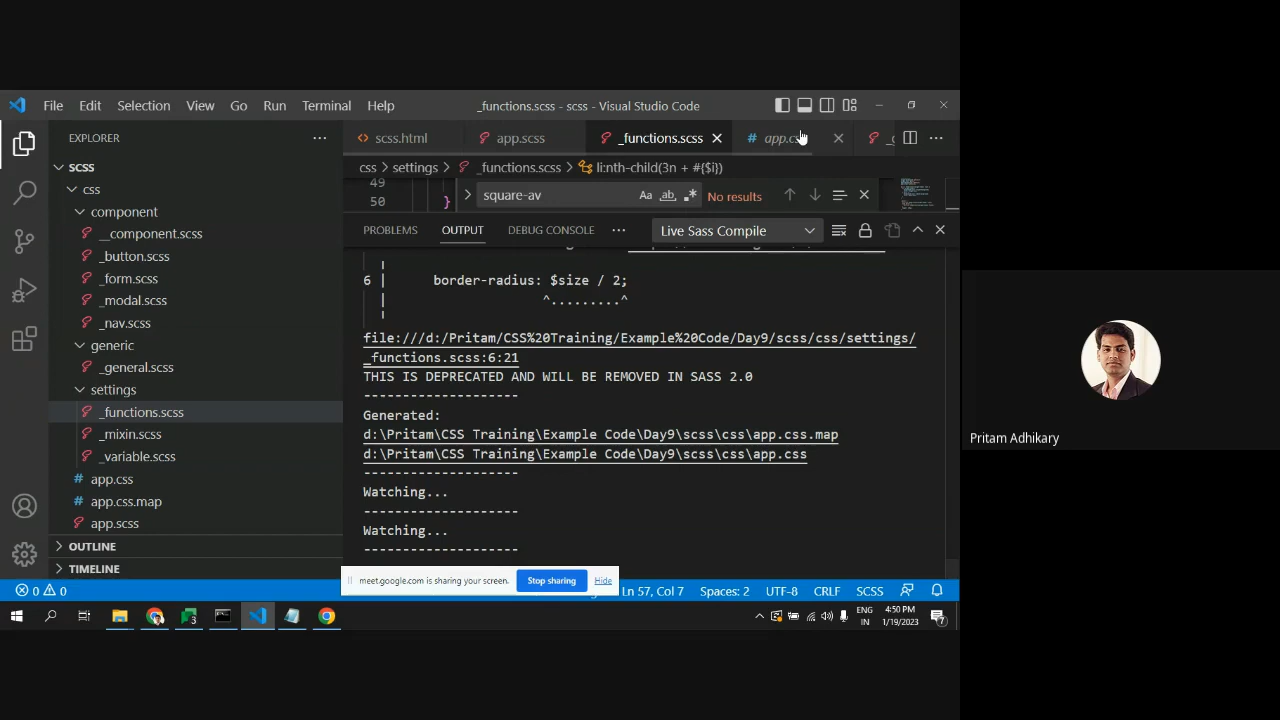 File Edit Selection View Go Run Terminal Help
_functions.scss - scss - Visual Studio Code
EXPLORER
SCSS
css
component
__component.scss
_button.scss
_form.scss
_modal.scss
_nav.scss
generic
_general.scss
settings
_functions.scss
_mixin.scss
_variable.scss
app.css
app.css.map
app.scss
OUTLINE
TIMELINE
scss.html app.scss _functions.scss
css > settings > _functions.scss > li:nth-child(3n + #{$i})
49
50 }
square-av Aa ab No results
PROBLEMS OUTPUT DEBUG CONSOLE Live Sass Compile
6 | border-radius: $size / 2;
^.........^
file:///d:/Pritam/CSS%20Training/Example%20Code/Day9/scss/css/settings/
_functions.scss:6:21
THIS IS DEPRECATED AND WILL BE REMOVED IN SASS 2.0
--------------------
Generated:
d:\Pritam\CSS Training\Example Code\Day9\scss\css\app.css.map
d:\Pritam\CSS Training\Example Code\Day9\scss\css\app.css
--------------------
Watching...
--------------------
Watching...
--------------------
meet.google.com is sharing your screen. Stop sharing Hide
0 0 Ln 57, Col 7 Spaces: 2 UTF-8 CRLF SCSS
ENG
IN
4:50 PM
1/19/2023
7
Pritam Adhikary